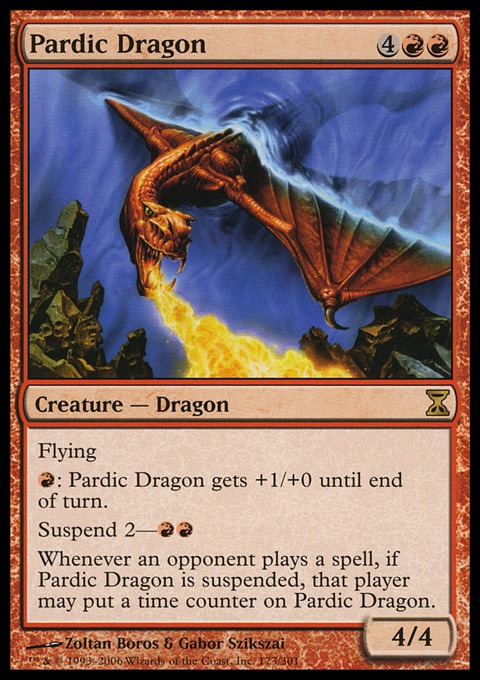 Pardic Dragon 4
Creature — Dragon
Flying
: Pardic Dragon gets +1/+0 until end
of turn.
Suspend 2—
Whenever an opponent plays a spell, if
Pardic Dragon is suspended, that player
may put a time counter on Pardic Dragon.
Zoltan Boros & Gabor Szikszai
4/4
™ & © 1993–2006 Wizards of the Coast, Inc. 173/301